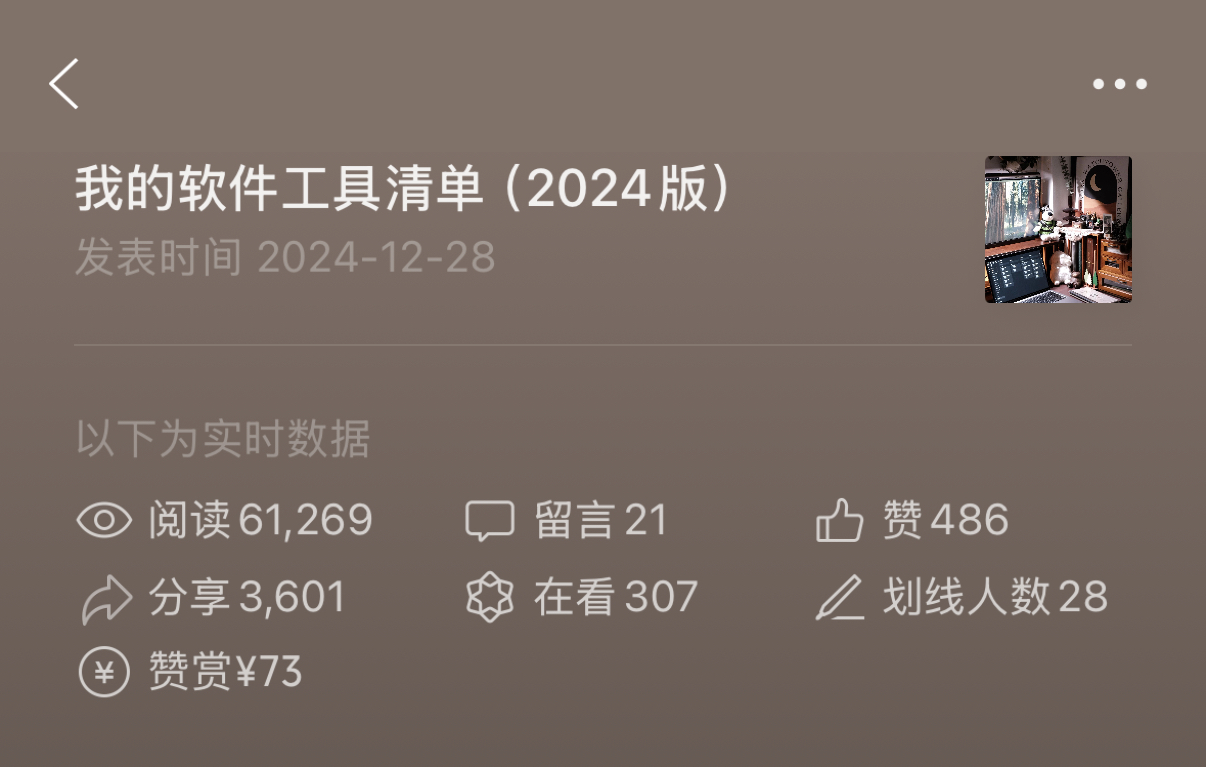 我的软件工具清单（2024版）
发表时间 2024-12-28
以下为实时数据
阅读 61,269 留言 21 赞 486
分享 3,601 在看 307 划线人数 28
赞赏¥73